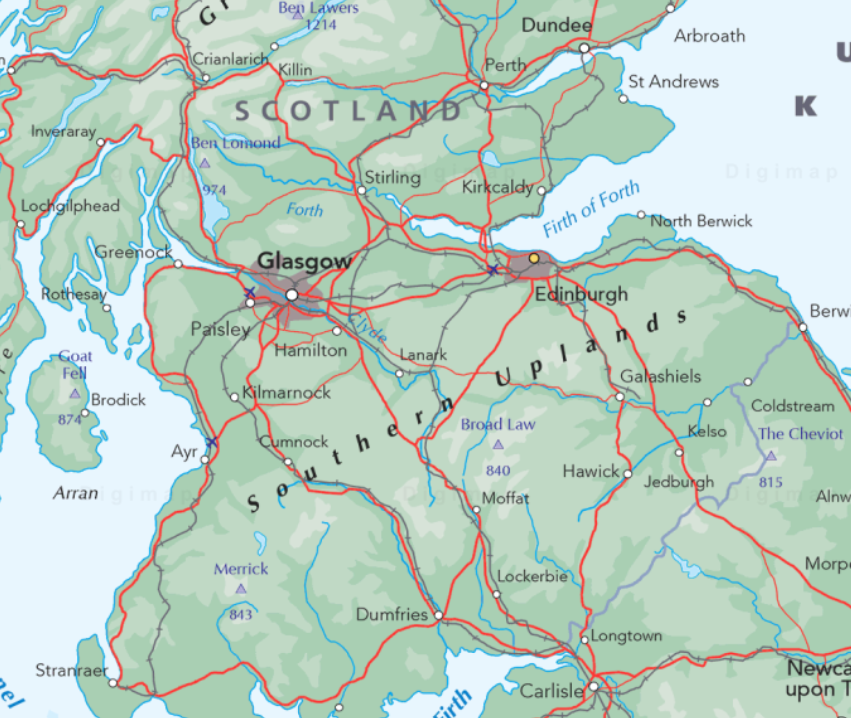 Gr
Ben Lawers
1214
Dundee
Arbroath
U
Crianlarich
Killin
Perth
St Andrews
SCOTLAND
K
Inveraray
Ben Lomond
974
Digimap
Stirling
Kirkcaldy
Lochgilphead
Forth
Firth of Forth
North Berwick
Greenock
Glasgow
Rothesay
Edinburgh
Berwi
Paisley
Clyde
Hamilton
Goat
Fell
874
Lanark
Galashiels
Brodick
Kilmarnock
Coldstream
Southern Uplands
Broad Law
840
Kelso
The Cheviot
815
Ayr
Cumnock
Hawick
Jedburgh
Arran
Digimap
Digimap
Alnw
Moffat
Merrick
843
Lockerbie
Morpe
Dumfries
Longtown
Stranraer
Carlisle
Newca
upon T
nel
Firth